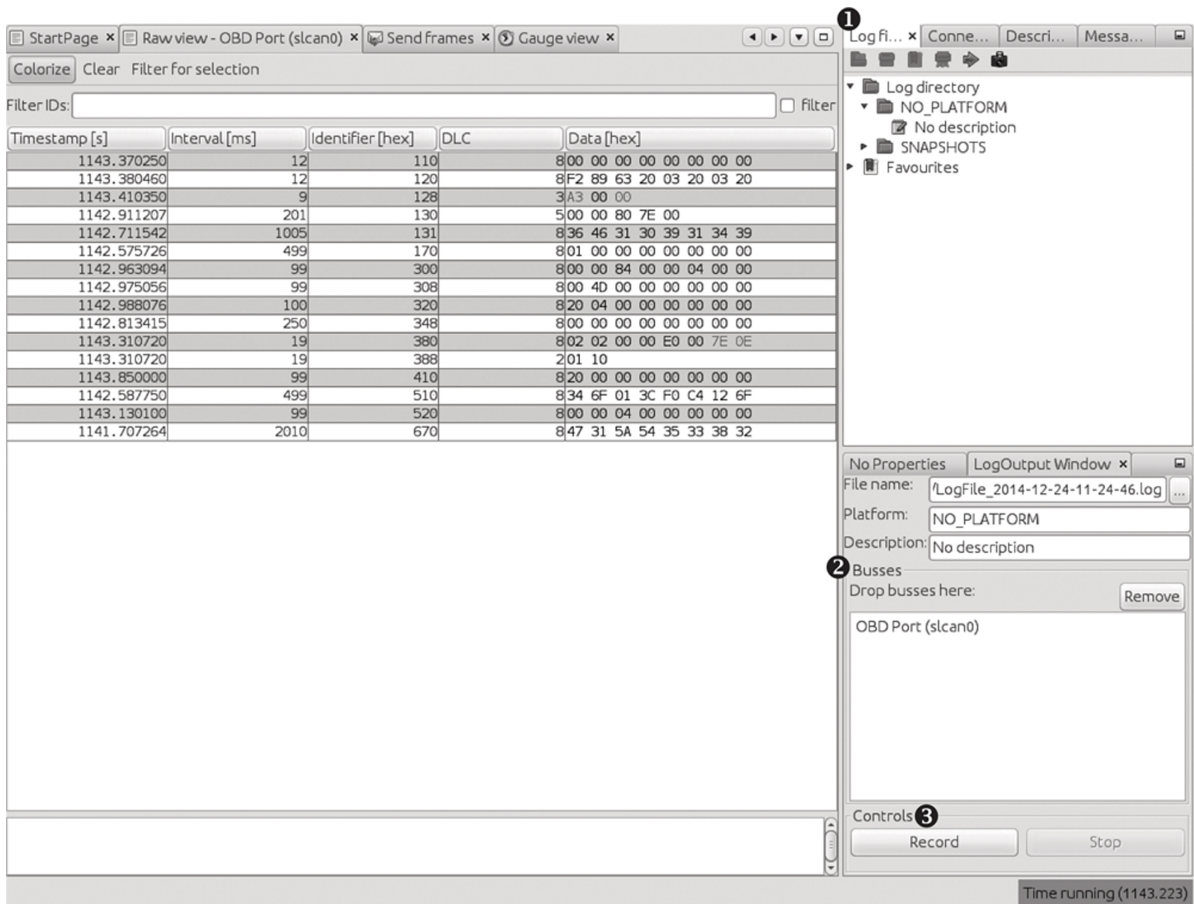 ❶
StartPage × Raw view - OBD Port (slcan0) × Send frames × Gauge view ×
Log fi... × Conne... Descri... Messa...
Colorize Clear Filter for selection
Filter IDs: filter
Timestamp [s] Interval [ms] Identifier [hex] DLC Data [hex]
1143.370250 12 110 8 00 00 00 00 00 00 00 00
1143.380460 12 120 8 F2 89 63 20 03 20 03 20
1143.410350 9 128 3 A3 00 00
1142.911207 201 130 5 00 00 80 7E 00
1142.711542 1005 131 8 36 46 31 30 39 31 34 39
1142.575726 499 170 8 01 00 00 00 00 00 00 00
1142.963094 99 300 8 00 00 84 00 00 04 00 00
1142.975056 99 308 8 00 4D 00 00 00 00 00 00
1142.988076 100 320 8 20 04 00 00 00 00 00 00
1142.813415 250 348 8 00 00 00 00 00 00 00 00
1143.310720 19 380 8 02 02 00 00 E0 00 7E 0E
1143.310720 19 388 2 01 10
1143.850000 99 410 8 20 00 00 00 00 00 00 00
1142.587750 499 510 8 34 6F 01 3C F0 C4 12 6F
1143.130100 99 520 8 00 00 04 00 00 00 00 00
1141.707264 2010 670 8 47 31 5A 54 35 33 38 32
Log directory
NO_PLATFORM
No description
SNAPSHOTS
Favourites
No Properties LogOutput Window ×
File name: /LogFile_2014-12-24-11-24-46.log ...
Platform: NO_PLATFORM
Description: No description
❷ Busses
Drop busses here: Remove
OBD Port (slcan0)
Controls ❸
Record Stop
Time running (1143.223)